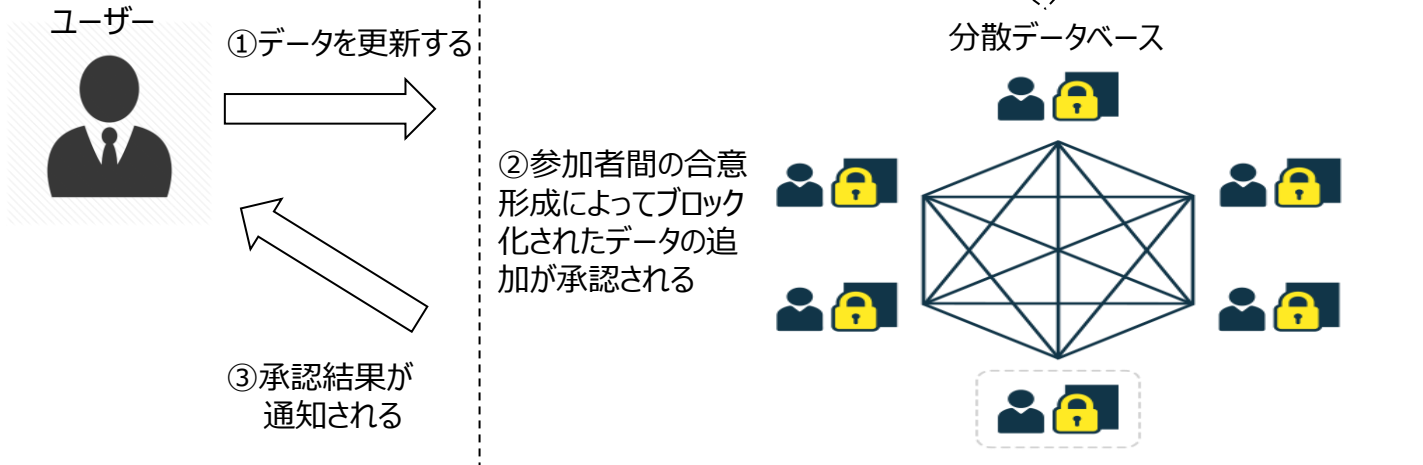 ユーザー
①データを更新する
分散データベース
②参加者間の合意
形成によってブロック
化されたデータの追
加が承認される
③承認結果が
通知される